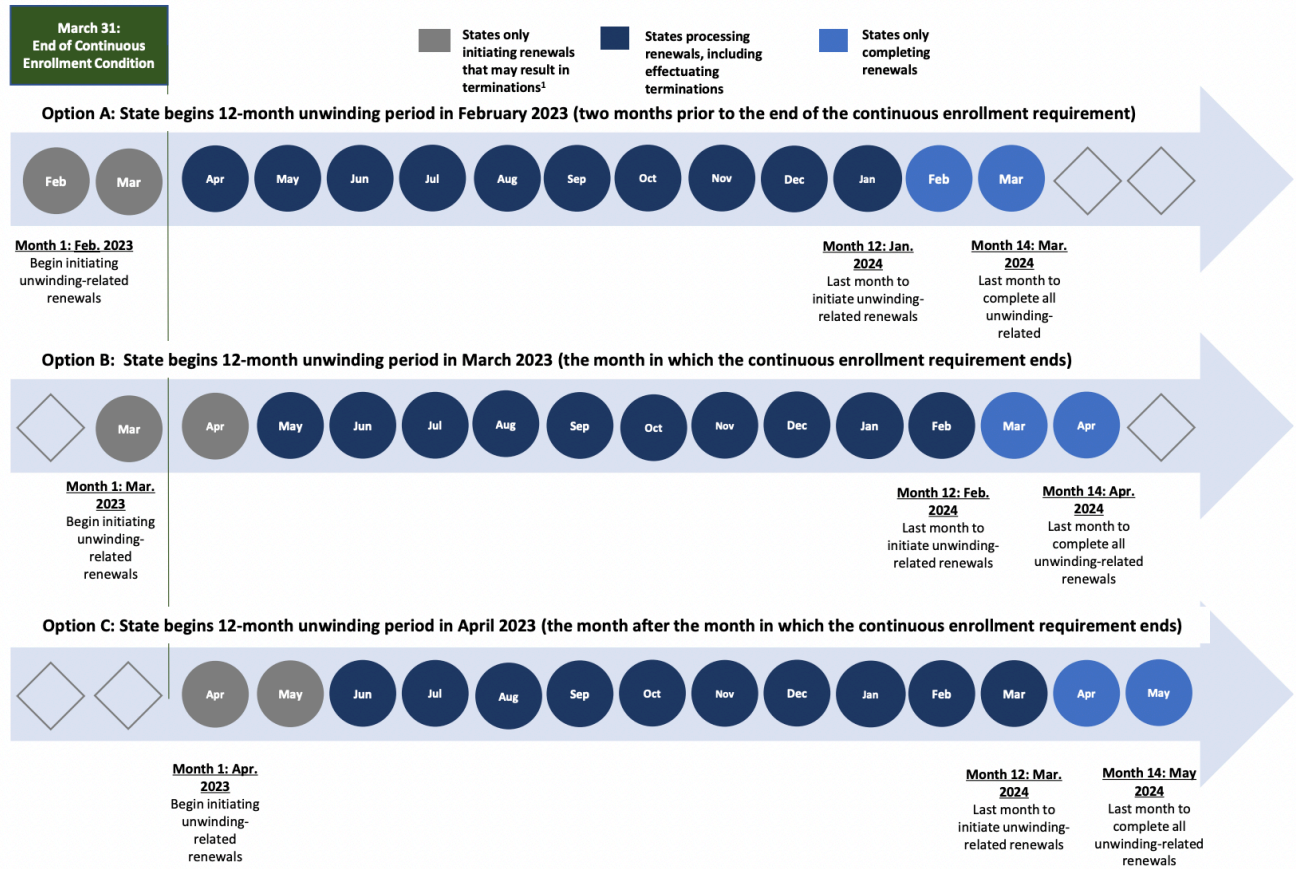 March 31:
End of Continuous
Enrollment Condition
States only
initiating renewals
that may result in
terminations¹
States processing
renewals, including
effectuating
terminations
States only
completing
renewals
Option A: State begins 12-month unwinding period in February 2023 (two months prior to the end of the continuous enrollment requirement)
Feb Mar Apr May Jun Jul Aug Sep Oct Nov Dec Jan Feb Mar
Month 1: Feb. 2023
Begin initiating
unwinding-related
renewals
Month 12: Jan.
2024
Last month to
initiate unwinding-
related renewals
Month 14: Mar.
2024
Last month to
complete all
unwinding-
related
Option B:  State begins 12-month unwinding period in March 2023 (the month in which the continuous enrollment requirement ends)
Mar Apr May Jun Jul Aug Sep Oct Nov Dec Jan Feb Mar Apr
Month 1: Mar.
2023
Begin initiating
unwinding-
related
renewals
Month 12: Feb.
2024
Last month to
initiate unwinding-
related renewals
Month 14: Apr.
2024
Last month to
complete all
unwinding-related
renewals
Option C: State begins 12-month unwinding period in April 2023 (the month after the month in which the continuous enrollment requirement ends)
Apr May Jun Jul Aug Sep Oct Nov Dec Jan Feb Mar Apr May
Month 1: Apr.
2023
Begin initiating
unwinding-
related
renewals
Month 12: Mar.
2024
Last month to
initiate unwinding-
related renewals
Month 14: May
2024
Last month to
complete all
unwinding-related
renewals